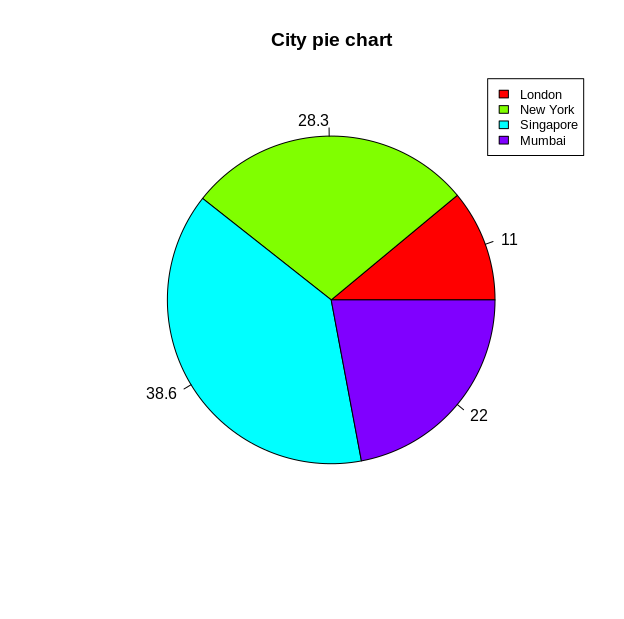 City pie chart
London
New York
Singapore
Mumbai
28.3
11
38.6
22